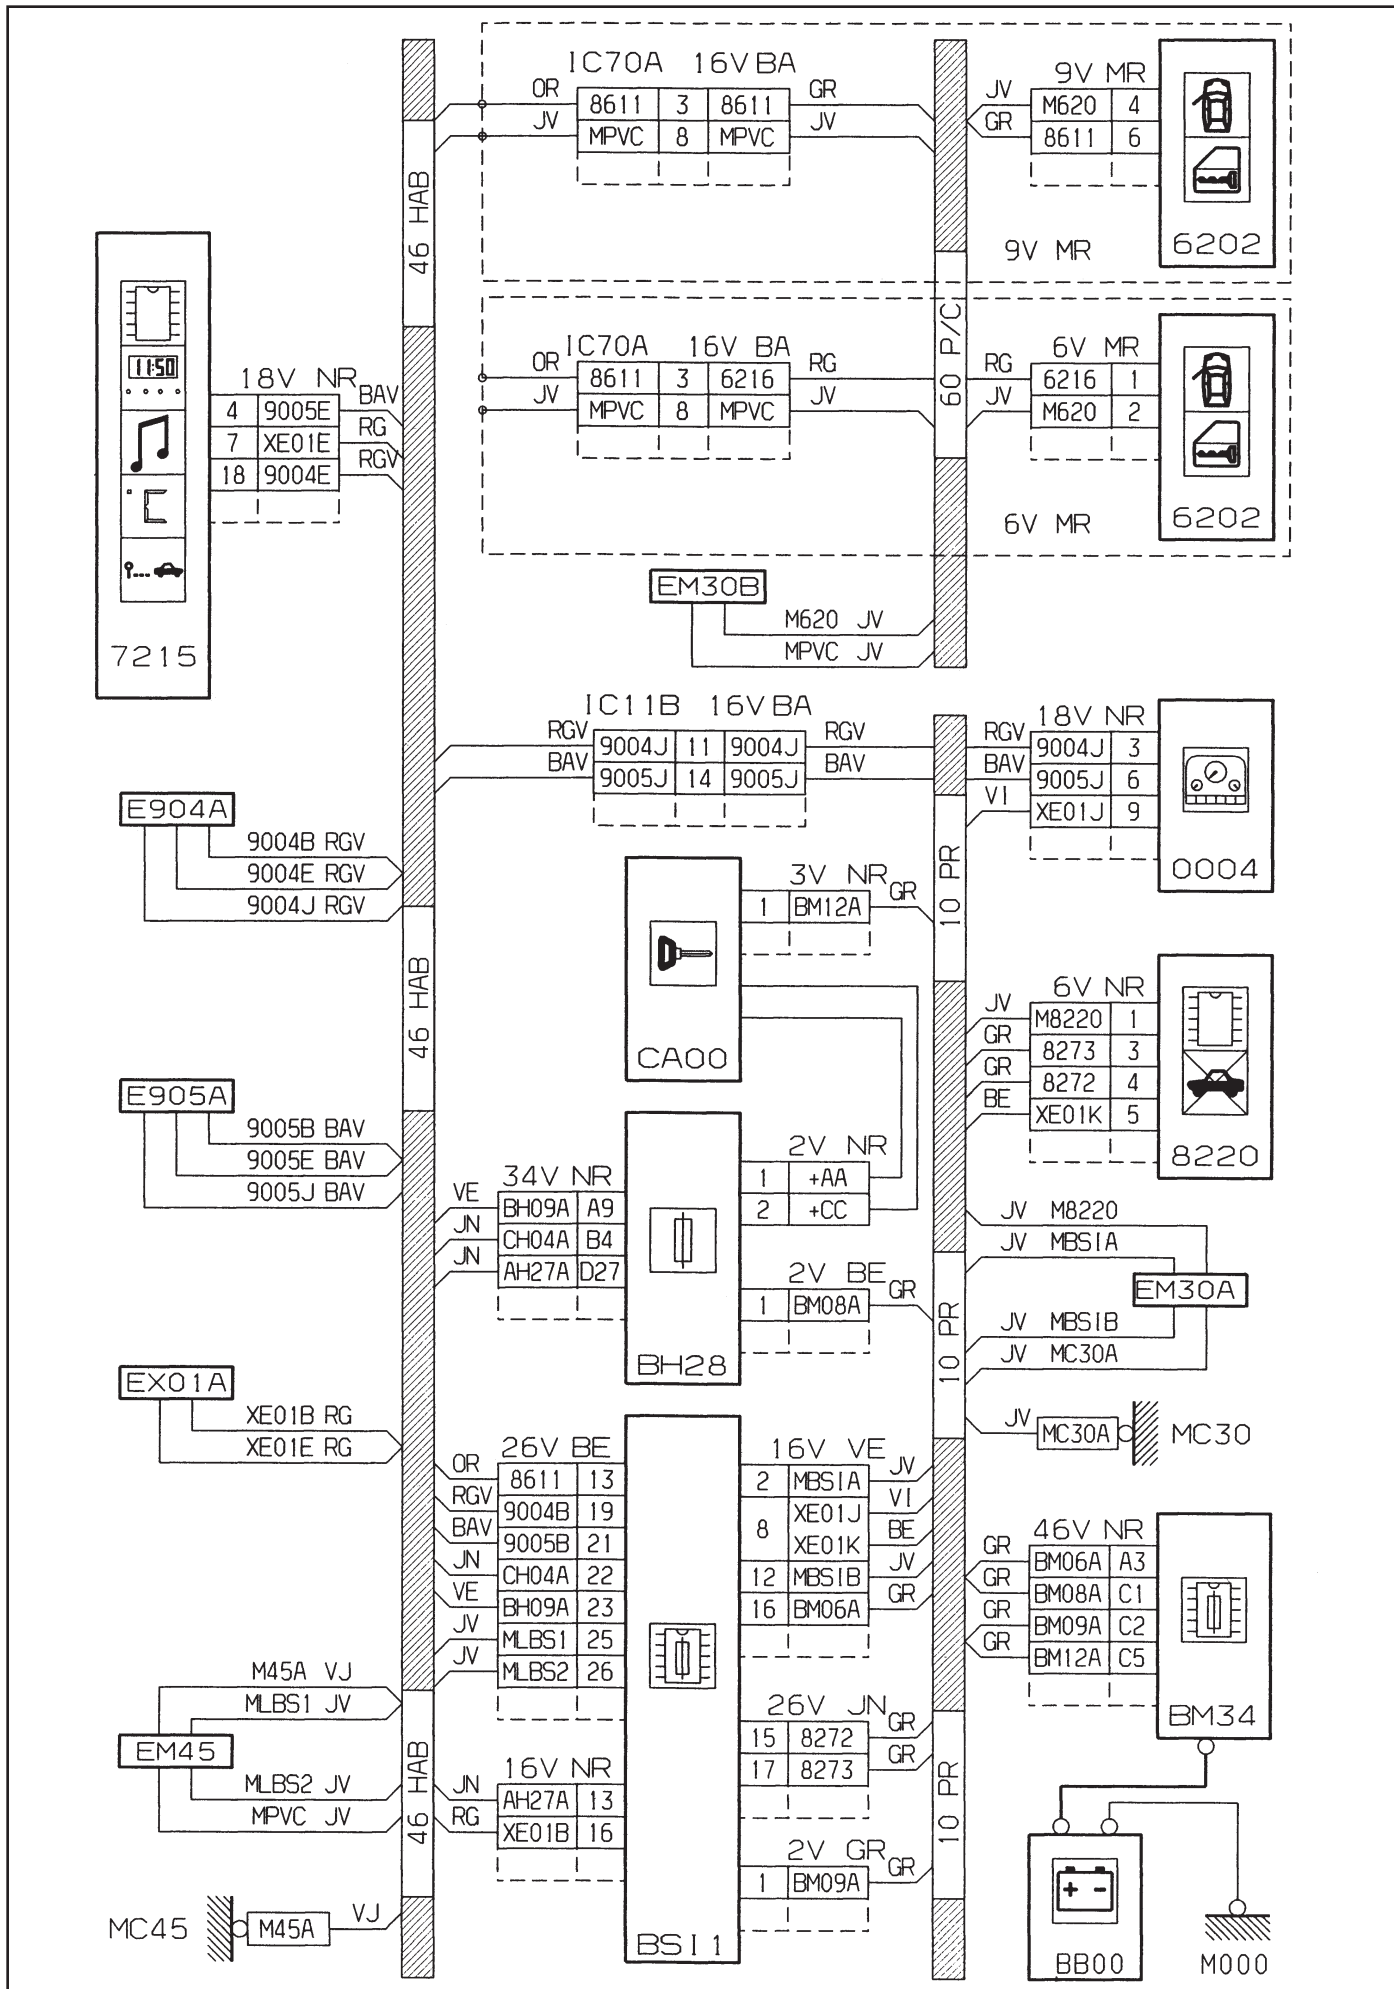 IC70A 16V BA
OR 8611 3 8611 GR
JV MPVC 8 MPVC JV
9V MR
JV M620 4
GR 8611 6
6202
9V MR
46 HAB
60 P/C
IC70A 16V BA
OR 8611 3 6216 RG
JV MPVC 8 MPVC JV
6V MR
RG 6216 1
JV M620 2
6202
6V MR
11:50
°C
7215
18V NR
4 9005E BAV
7 XE01E RG
18 9004E RGV
EM30B
M620 JV
MPVC JV
IC11B 16V BA
RGV 9004J 11 9004J RGV
BAV 9005J 14 9005J BAV
18V NR
RGV 9004J 3
BAV 9005J 6
VI XE01J 9
0004
E904A
9004B RGV
9004E RGV
9004J RGV
46 HAB
10 PR
3V NR
1 BM12A GR
CA00
6V NR
JV M8220 1
GR 8273 3
GR 8272 4
BE XE01K 5
8220
E905A
9005B BAV
9005E BAV
9005J BAV
34V NR
VE BH09A A9
JN CH04A B4
JN AH27A D27
2V NR
1 +AA
2 +CC
2V BE
1 BM08A GR
BH28
10 PR
JV M8220
JV MBSIA
EM30A
JV MBSIB
JV MC30A
JV MC30A MC30
EX01A
XE01B RG
XE01E RG
26V BE
OR 8611 13
RGV 9004B 19
BAV 9005B 21
JN CH04A 22
VE BH09A 23
JV MLBS1 25
JV MLBS2 26
16V VE
2 MBSIA JV
8 XE01J VI
XE01K BE
12 MBSIB JV
16 BM06A GR
46V NR
GR BM06A A3
GR BM08A C1
GR BM09A C2
GR BM12A C5
BM34
M45A VJ
MLBS1 JV
EM45
MLBS2 JV
MPVC JV
46 HAB
16V NR
JN AH27A 13
RG XE01B 16
26V JN
15 8272 GR
17 8273 GR
2V GR
1 BM09A GR
BSI1
10 PR
MC45 M45A VJ
+ -
BB00
M000